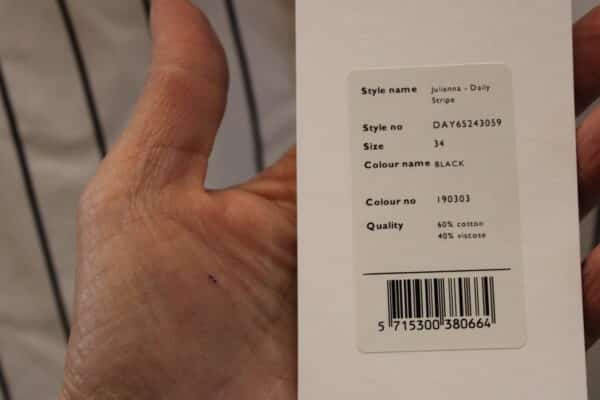 Style name Julienna - Daily
Stripe
Style no DAY65243059
Size 34
Colour name BLACK
Colour no 190303
Quality 60% cotton
40% viscose
5 715300 380664